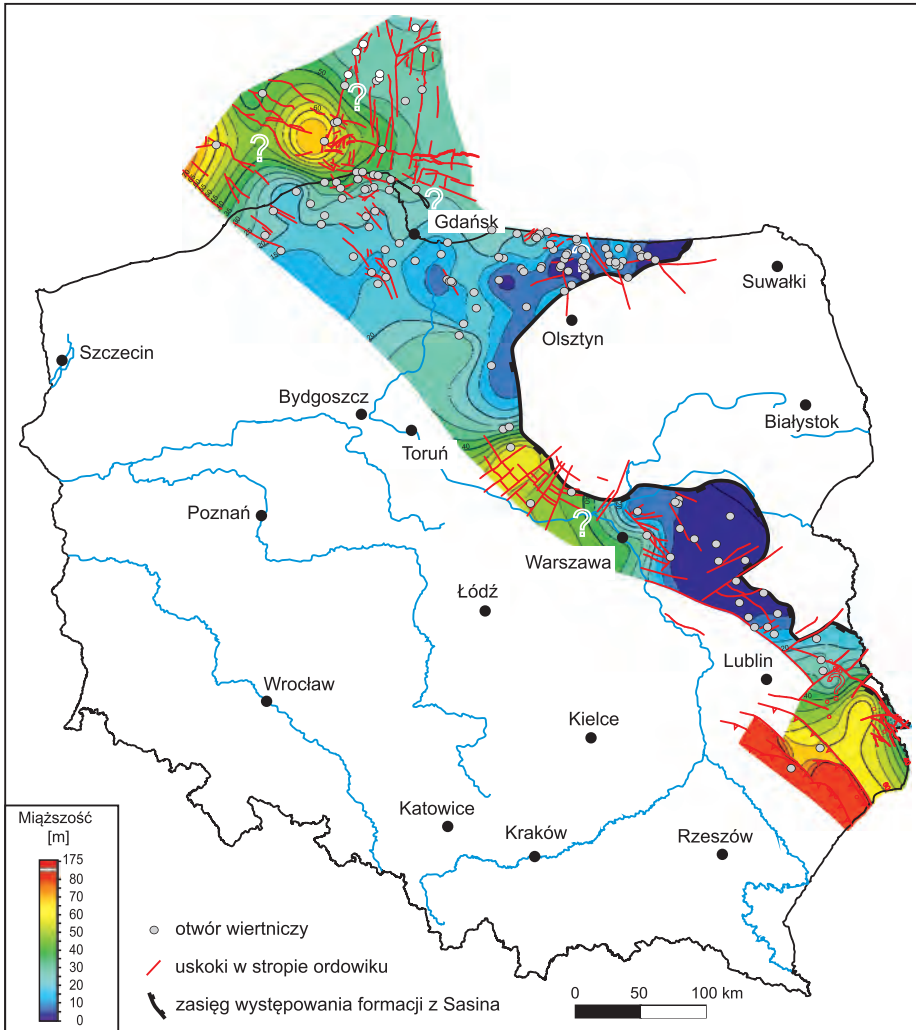 Gdańsk
Suwałki
Olsztyn
Szczecin
Bydgoszcz
Białystok
Toruń
Poznań
Warszawa
Łódź
Lublin
Wrocław
Kielce
Katowice
Kraków
Rzeszów
?
?
?
?
Miąższość
[m]
175
80
70
60
50
40
30
20
10
0
otwór wiertniczy
uskoki w stropie ordowiku
zasięg występowania formacji z Sasina
0 50 100 km